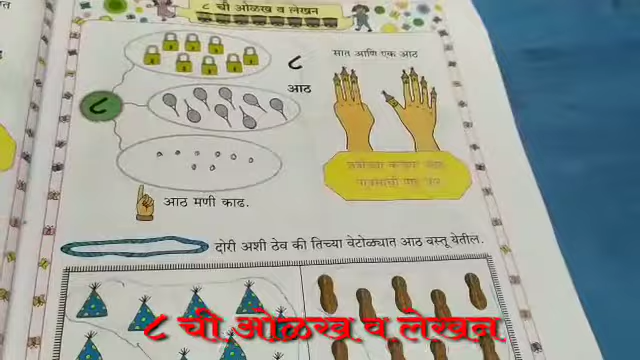 ८ ची ओळख व लेखन
सात आणि एक आठ
८
आठ
८
आठ मणी काढ.
दोरी अशी ठेव की तिच्या वेटोळ्यात आठ वस्तू येतील.
८ ची ओळख व लेखन